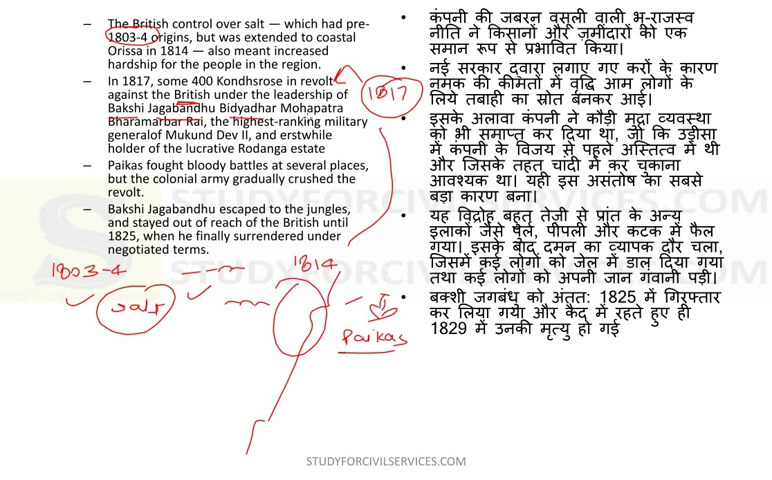 – The British control over salt — which had pre-
1803-4 origins, but was extended to coastal
Orissa in 1814 — also meant increased
hardship for the people in the region.
– In 1817, some 400 Kondhsrose in revolt
against the British under the leadership of
Bakshi Jagabandhu Bidyadhar Mohapatra
Bharamarbar Rai, the highest-ranking military
generalof Mukund Dev II, and erstwhile
holder of the lucrative Rodanga estate
– Paikas fought bloody battles at several places,
but the colonial army gradually crushed the
revolt.
– Bakshi Jagabandhu escaped to the jungles,
and stayed out of reach of the British until
1825, when he finally surrendered under
negotiated terms.
1817
1803-4
1814
salt
Paikas
• कंपनी की जबरन वसूली वाली भू-राजस्व
नीति ने किसानों और ज़मींदारों को एक
समान रूप से प्रभावित किया।
• नई सरकार द्वारा लगाए गए करों के कारण
नमक की कीमतों में वृद्धि आम लोगों के
लिये तबाही का स्रोत बनकर आई।
• इसके अलावा कंपनी ने कौड़ी मुद्रा व्यवस्था
को भी समाप्त कर दिया था, जो कि उड़ीसा
में कंपनी के विजय से पहले अस्तित्व में थी
और जिसके तहत चांदी में कर चुकाना
आवश्यक था। यही इस असंतोष का सबसे
बड़ा कारण बना।
• यह विद्रोह बहुत तेज़ी से प्रांत के अन्य
इलाकों जैसे पुर्ल, पीपली और कटक में फैल
गया। इसके बाद दमन का व्यापक दौर चला,
जिसमें कई लोगों को जेल में डाल दिया गया
तथा कई लोगों को अपनी जान गंवानी पड़ी।
• बक्शी जगबंधु को अंतत: 1825 में गिरफ्तार
कर लिया गया और कैद में रहते हुए ही
1829 में उनकी मृत्यु हो गई
STUDYFORCIVILSERVICES.COM